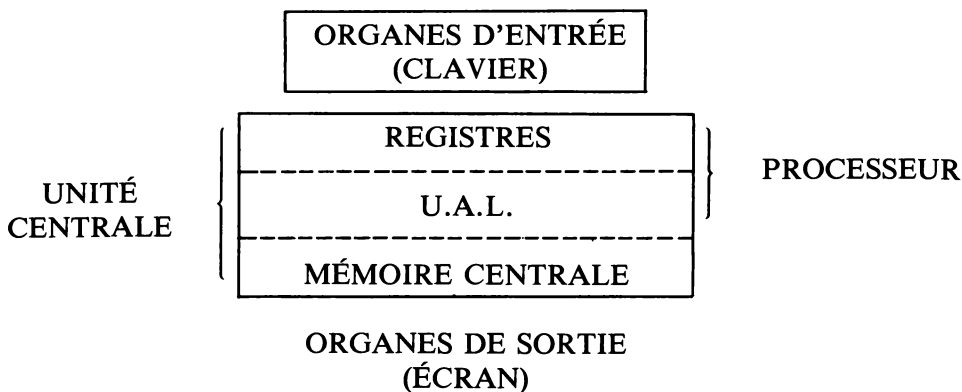 ORGANES D'ENTRÉE
(CLAVIER)
REGISTRES
PROCESSEUR
UNITÉ
CENTRALE
U.A.L.
MÉMOIRE CENTRALE
ORGANES DE SORTIE
(ÉCRAN)